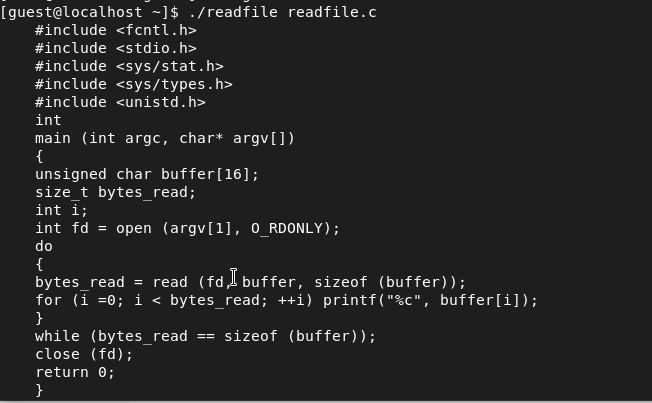 [guest@localhost ~]$ ./readfile readfile.c
#include <fcntl.h>
#include <stdio.h>
#include <sys/stat.h>
#include <sys/types.h>
#include <unistd.h>
int
main (int argc, char* argv[])
{
unsigned char buffer[16];
size_t bytes_read;
int i;
int fd = open (argv[1], O_RDONLY);
do
{
bytes_read = read (fd, buffer, sizeof (buffer));
for (i =0; i < bytes_read; ++i) printf("%c", buffer[i]);
}
while (bytes_read == sizeof (buffer));
close (fd);
return 0;
}